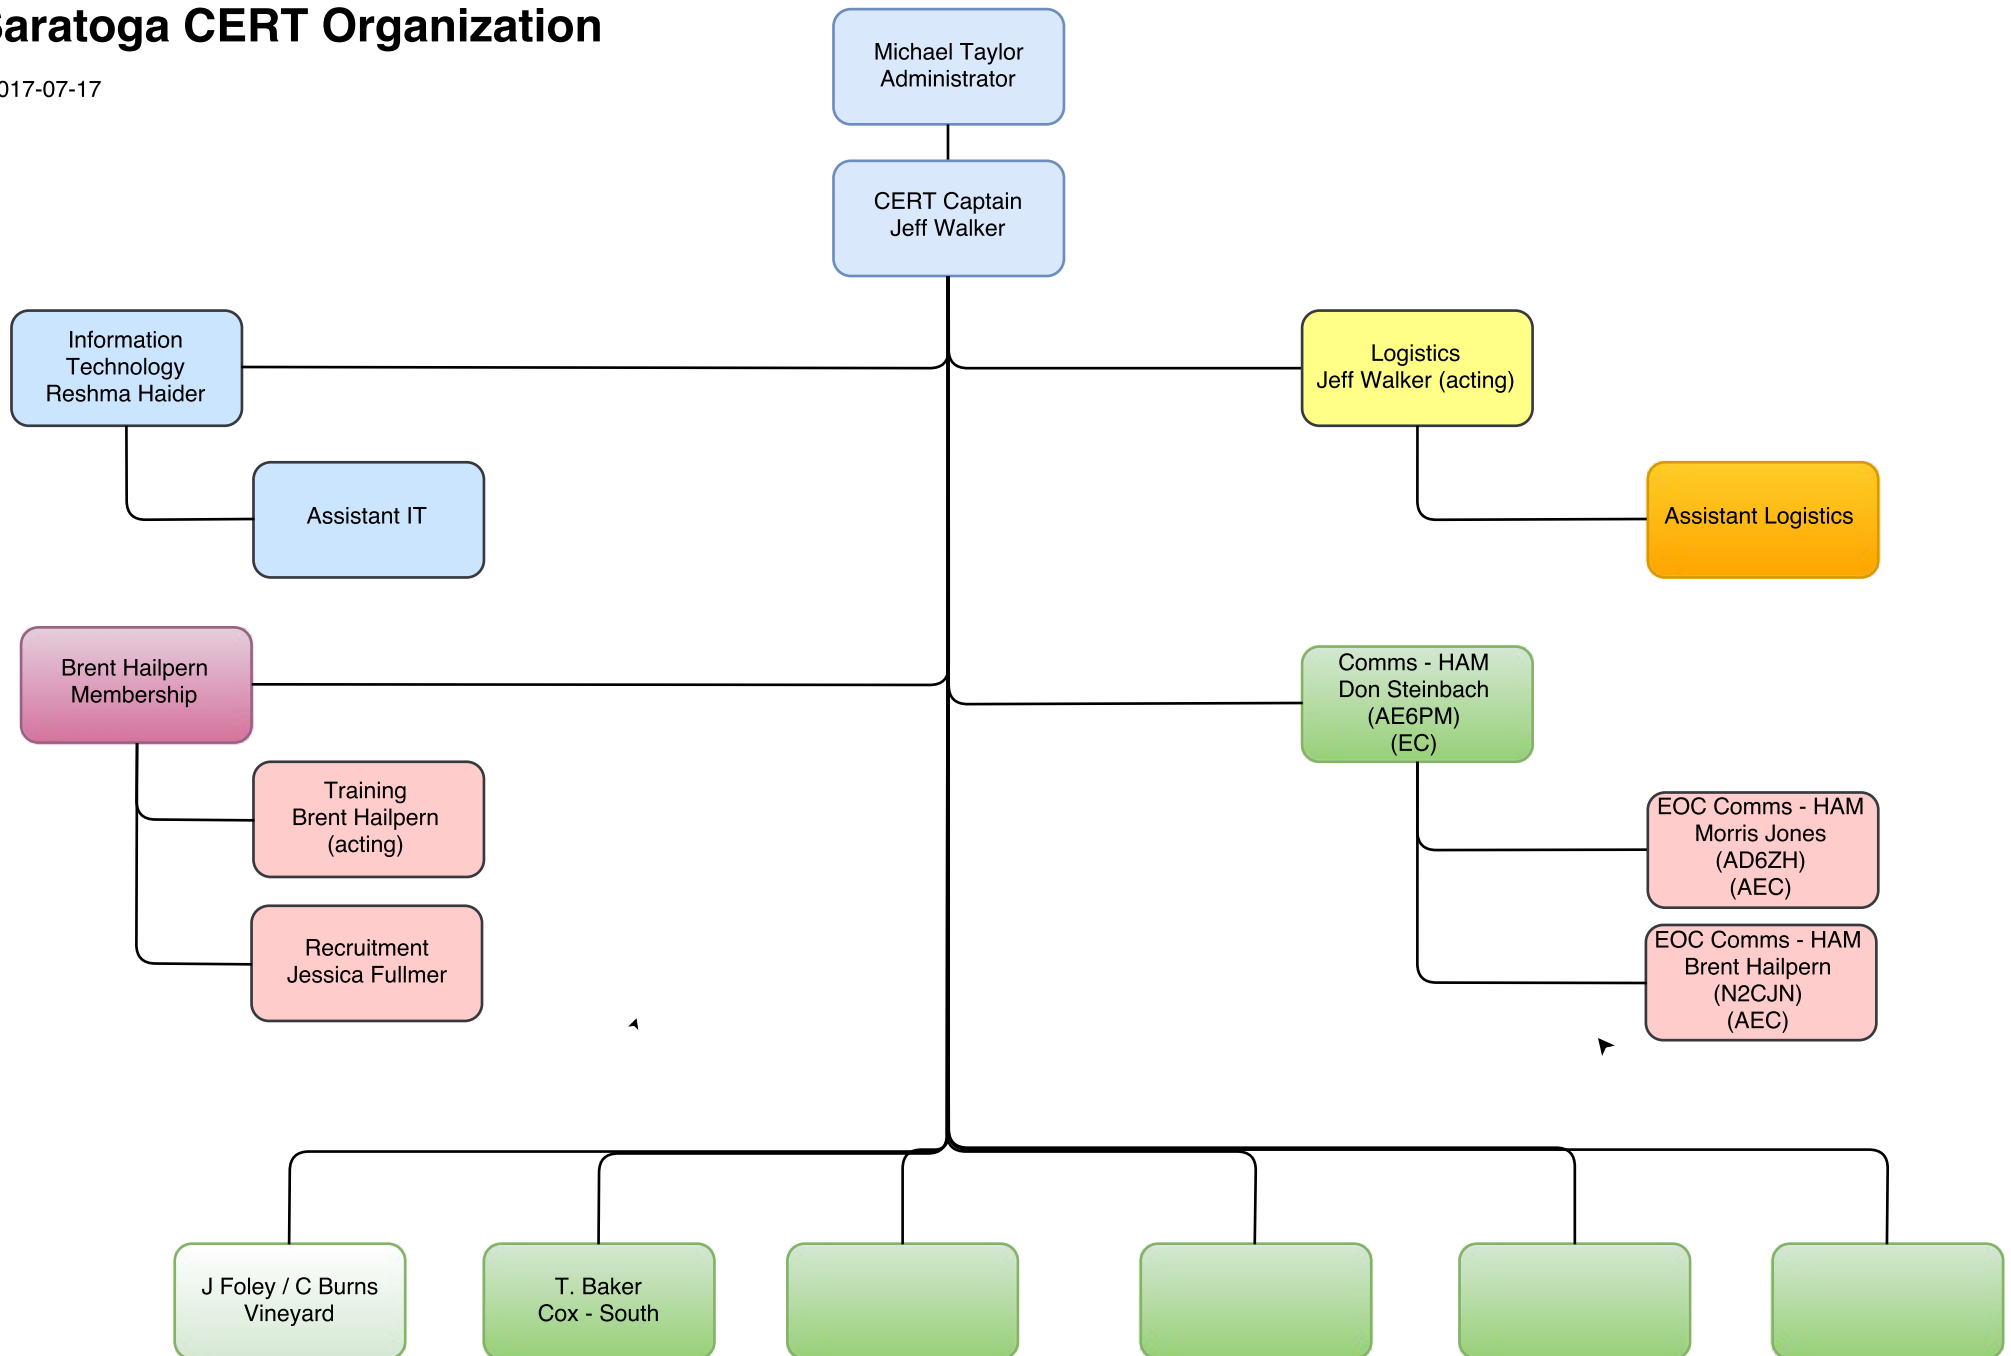 Saratoga CERT Organization
2017-07-17
Michael Taylor
Administrator
CERT Captain
Jeff Walker
Information
Technology
Reshma Haider
Logistics
Jeff Walker (acting)
Assistant IT
Assistant Logistics
Brent Hailpern
Membership
Comms - HAM
Don Steinbach
(AE6PM)
(EC)
Training
Brent Hailpern
(acting)
EOC Comms - HAM
Morris Jones
(AD6ZH)
(AEC)
Recruitment
Jessica Fullmer
EOC Comms - HAM
Brent Hailpern
(N2CJN)
(AEC)
J Foley / C Burns
Vineyard
T. Baker
Cox - South